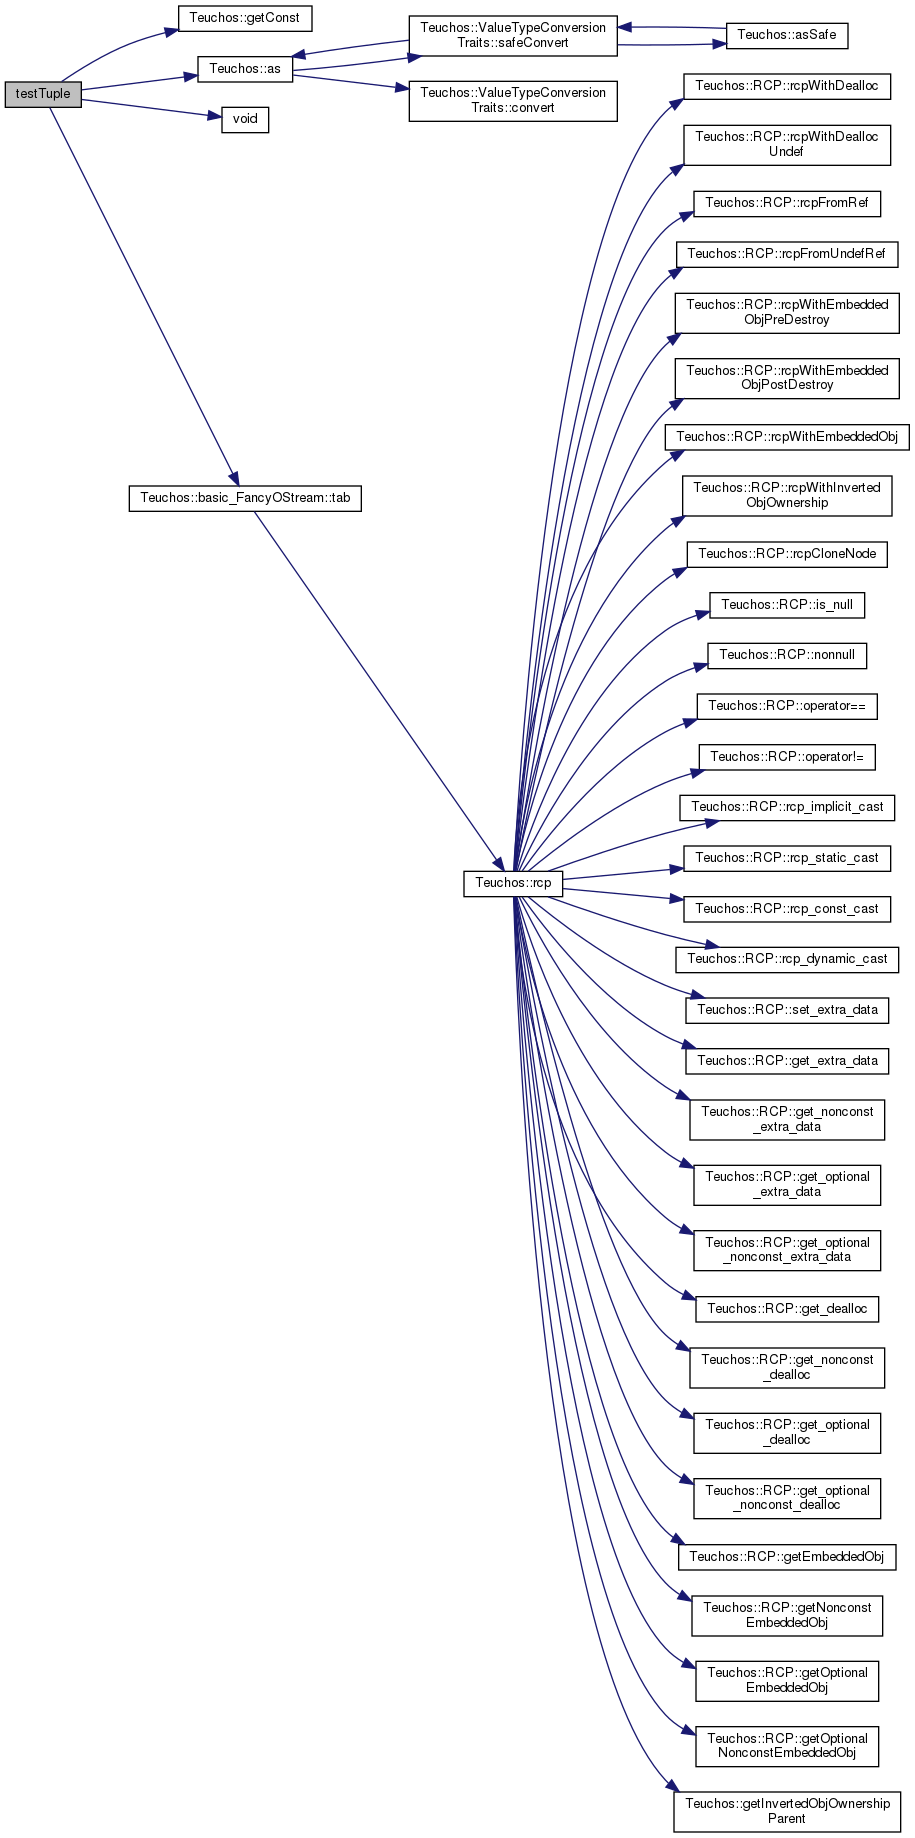 testTuple
Teuchos::getConst
Teuchos::as
void
Teuchos::basic_FancyOStream::tab
Teuchos::ValueTypeConversion
Traits::safeConvert
Teuchos::ValueTypeConversion
Traits::convert
Teuchos::asSafe
Teuchos::rcp
Teuchos::RCP::rcpWithDealloc
Teuchos::RCP::rcpWithDealloc
Undef
Teuchos::RCP::rcpFromRef
Teuchos::RCP::rcpFromUndefRef
Teuchos::RCP::rcpWithEmbedded
ObjPreDestroy
Teuchos::RCP::rcpWithEmbedded
ObjPostDestroy
Teuchos::RCP::rcpWithEmbeddedObj
Teuchos::RCP::rcpWithInverted
ObjOwnership
Teuchos::RCP::rcpCloneNode
Teuchos::RCP::is_null
Teuchos::RCP::nonnull
Teuchos::RCP::operator==
Teuchos::RCP::operator!=
Teuchos::RCP::rcp_implicit_cast
Teuchos::RCP::rcp_static_cast
Teuchos::RCP::rcp_const_cast
Teuchos::RCP::rcp_dynamic_cast
Teuchos::RCP::set_extra_data
Teuchos::RCP::get_extra_data
Teuchos::RCP::get_nonconst
_extra_data
Teuchos::RCP::get_optional
_extra_data
Teuchos::RCP::get_optional
_nonconst_extra_data
Teuchos::RCP::get_dealloc
Teuchos::RCP::get_nonconst
_dealloc
Teuchos::RCP::get_optional
_dealloc
Teuchos::RCP::get_optional
_nonconst_dealloc
Teuchos::RCP::getEmbeddedObj
Teuchos::RCP::getNonconst
EmbeddedObj
Teuchos::RCP::getOptional
EmbeddedObj
Teuchos::RCP::getOptional
NonconstEmbeddedObj
Teuchos::getInvertedObjOwnership
Parent